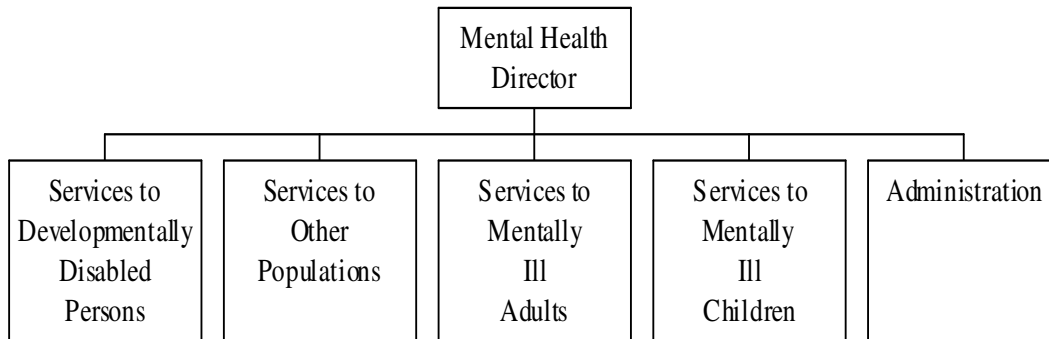 Mental Health
Director
Services to
Developmentally
Disabled
Persons
Services to
Other
Populations
Services to
Mentally
Ill
Adults
Services to
Mentally
Ill
Children
Administration